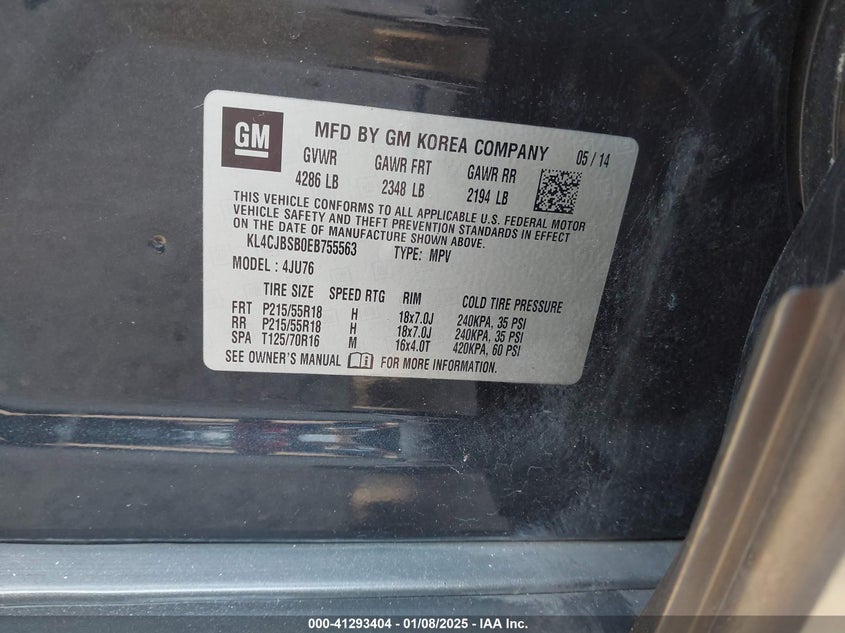 GM
MFD BY GM KOREA COMPANY 05 / 14
GVWR GAWR FRT GAWR RR
4286 LB 2348 LB 2194 LB
THIS VEHICLE CONFORMS TO ALL APPLICABLE U.S. FEDERAL MOTOR
VEHICLE SAFETY AND THEFT PREVENTION STANDARDS IN EFFECT
ON THE DATE OF MANUFACTURE SHOWN ABOVE.
KL4CJBSB0EB755563 TYPE: MPV
MODEL : 4JU76
TIRE SIZE SPEED RTG RIM COLD TIRE PRESSURE
FRT P215/55R18 H 18x7.0J 240KPA, 35 PSI
RR P215/55R18 H 18x7.0J 240KPA, 35 PSI
SPA T125/70R16 M 16x4.0T 420KPA, 60 PSI
SEE OWNER'S MANUAL FOR MORE INFORMATION.
000-41293404 - 01/08/2025 - © IAA Inc.